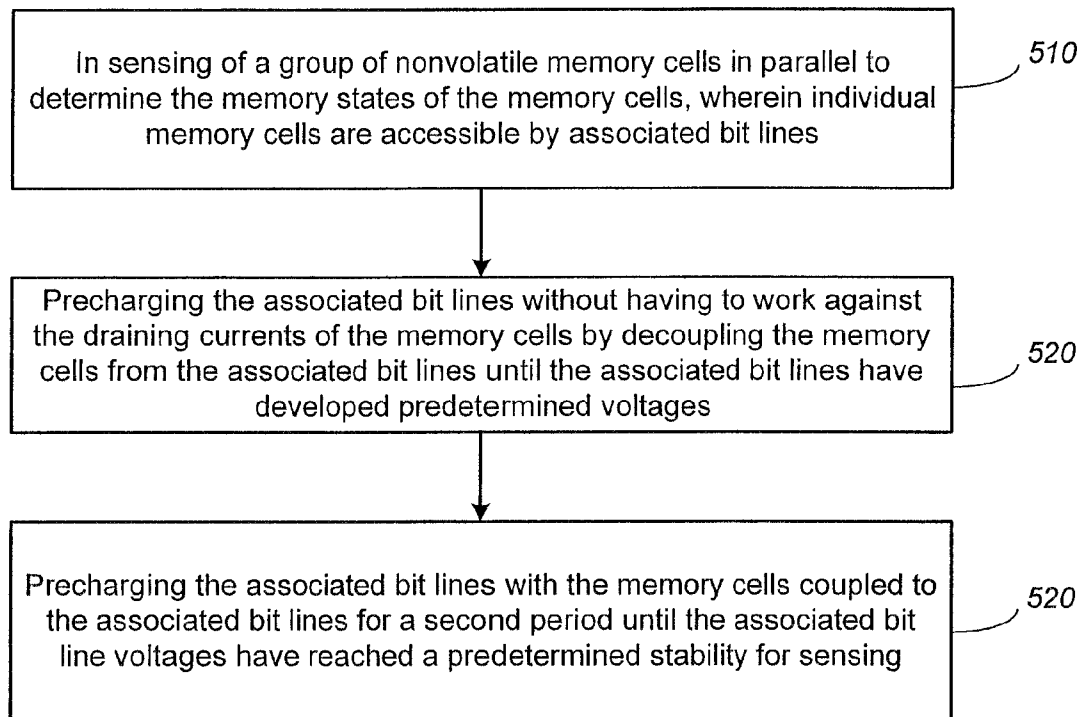 In sensing of a group of nonvolatile memory cells in parallel to
determine the memory states of the memory cells, wherein individual
memory cells are accessible by associated bit lines
510
Precharging the associated bit lines without having to work against
the draining currents of the memory cells by decoupling the memory
cells from the associated bit lines until the associated bit lines have
developed predetermined voltages
520
Precharging the associated bit lines with the memory cells coupled to
the associated bit lines for a second period until the associated bit
line voltages have reached a predetermined stability for sensing
520